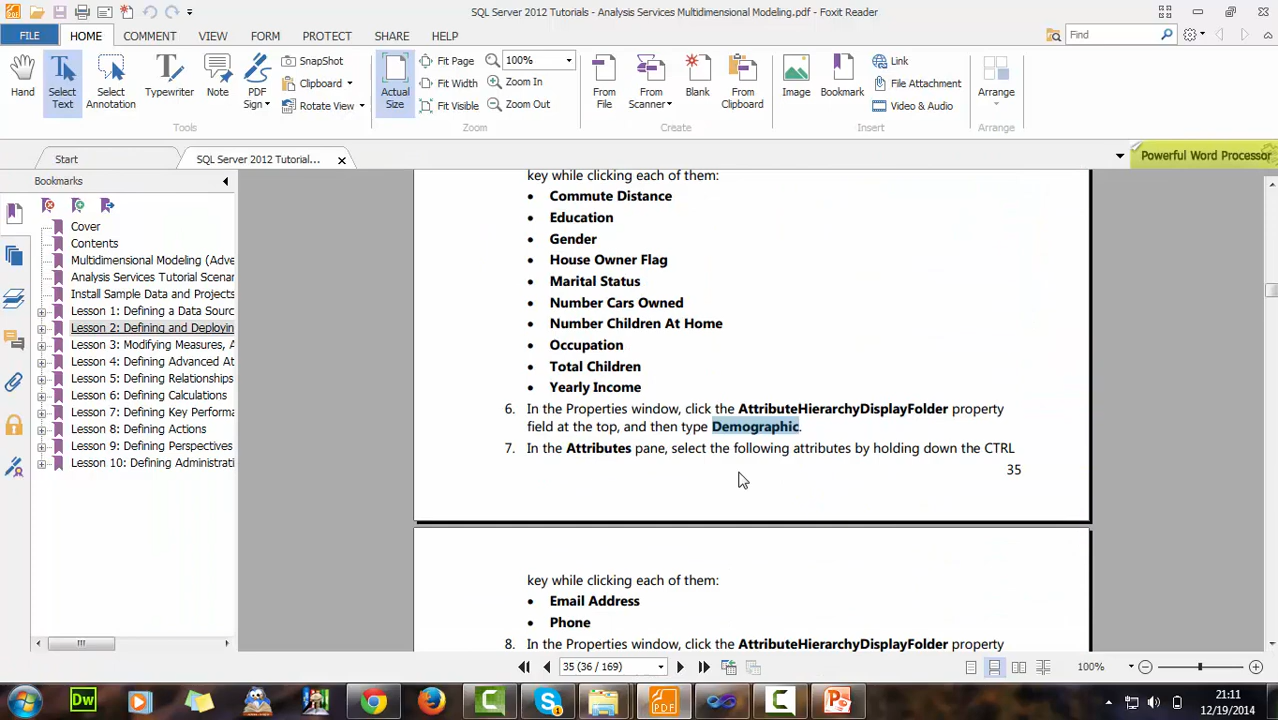 SQL Server 2012 Tutorials - Analysis Services Multidimensional Modeling.pdf - Foxit Reader
FILE HOME COMMENT VIEW FORM PROTECT SHARE HELP
Find
Hand
Select Text
Select Annotation
Typewriter
Note
PDF Sign
SnapShot
Clipboard
Rotate View
Tools
Actual Size
Fit Page
Fit Width
Fit Visible
100%
Zoom In
Zoom Out
Zoom
From File
From Scanner
Blank
From Clipboard
Create
Image
Bookmark
Link
File Attachment
Video & Audio
Insert
Arrange
Arrange
Start
SQL Server 2012 Tutorial...
Powerful Word Processor
Bookmarks
Cover
Contents
Multidimensional Modeling (Adve
Analysis Services Tutorial Scenar
Install Sample Data and Projects
Lesson 1: Defining a Data Sourc
Lesson 2: Defining and Deployin
Lesson 3: Modifying Measures, A
Lesson 4: Defining Advanced At
Lesson 5: Defining Relationships
Lesson 6: Defining Calculations
Lesson 7: Defining Key Performa
Lesson 8: Defining Actions
Lesson 9: Defining Perspectives
Lesson 10: Defining Administrati
key while clicking each of them:
• Commute Distance
• Education
• Gender
• House Owner Flag
• Marital Status
• Number Cars Owned
• Number Children At Home
• Occupation
• Total Children
• Yearly Income
6. In the Properties window, click the AttributeHierarchyDisplayFolder property
field at the top, and then type Demographic.
7. In the Attributes pane, select the following attributes by holding down the CTRL
35
key while clicking each of them:
• Email Address
• Phone
8. In the Properties window, click the AttributeHierarchyDisplayFolder property
35 (36 / 169)
100%
21:11
12/19/2014